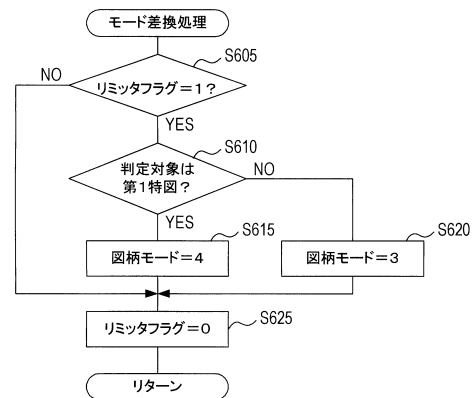 モード差換処理
S605
NO
リミッタフラグ=1?
YES
S610
判定対象は
第1特図?
NO
YES
S615
図柄モード=4
S620
図柄モード=3
S625
リミッタフラグ=0
リターン